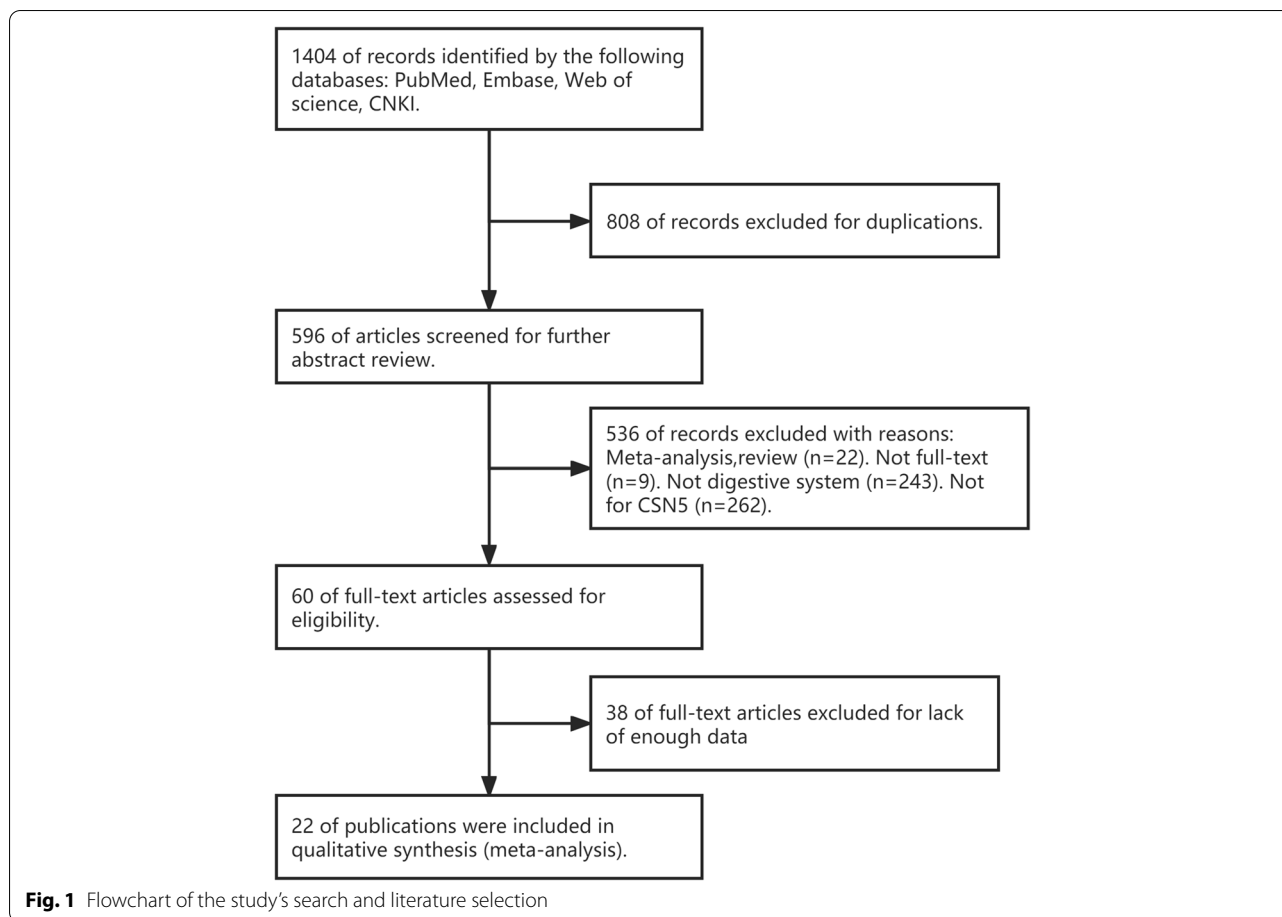 1404 of records identified by the following
databases: PubMed, Embase, Web of
science, CNKI.
808 of records excluded for duplications.
596 of articles screened for further
abstract review.
536 of records excluded with reasons:
Meta-analysis,review (n=22). Not full-text
(n=9). Not digestive system (n=243). Not
for CSN5 (n=262).
60 of full-text articles assessed for
eligibility.
38 of full-text articles excluded for lack
of enough data
22 of publications were included in
qualitative synthesis (meta-analysis).
Fig. 1 Flowchart of the study's search and literature selection